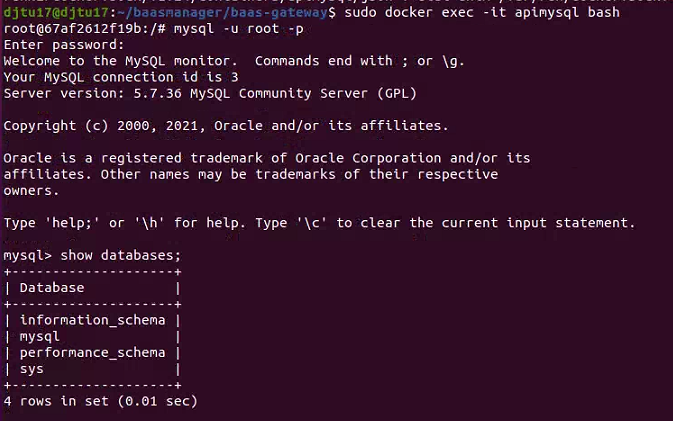 djtu17@djtu17:~/baasmanager/baas-gateway$ sudo docker exec -it apimysql bash
root@67af2612f19b:/# mysql -u root -p
Enter password:
Welcome to the MySQL monitor.  Commands end with ; or \g.
Your MySQL connection id is 3
Server version: 5.7.36 MySQL Community Server (GPL)
Copyright (c) 2000, 2021, Oracle and/or its affiliates.
Oracle is a registered trademark of Oracle Corporation and/or its
affiliates. Other names may be trademarks of their respective
owners.
Type 'help;' or '\h' for help. Type '\c' to clear the current input statement.
mysql> show databases;
+--------------------+
| Database           |
+--------------------+
| information_schema |
| mysql              |
| performance_schema |
| sys                |
+--------------------+
4 rows in set (0.01 sec)